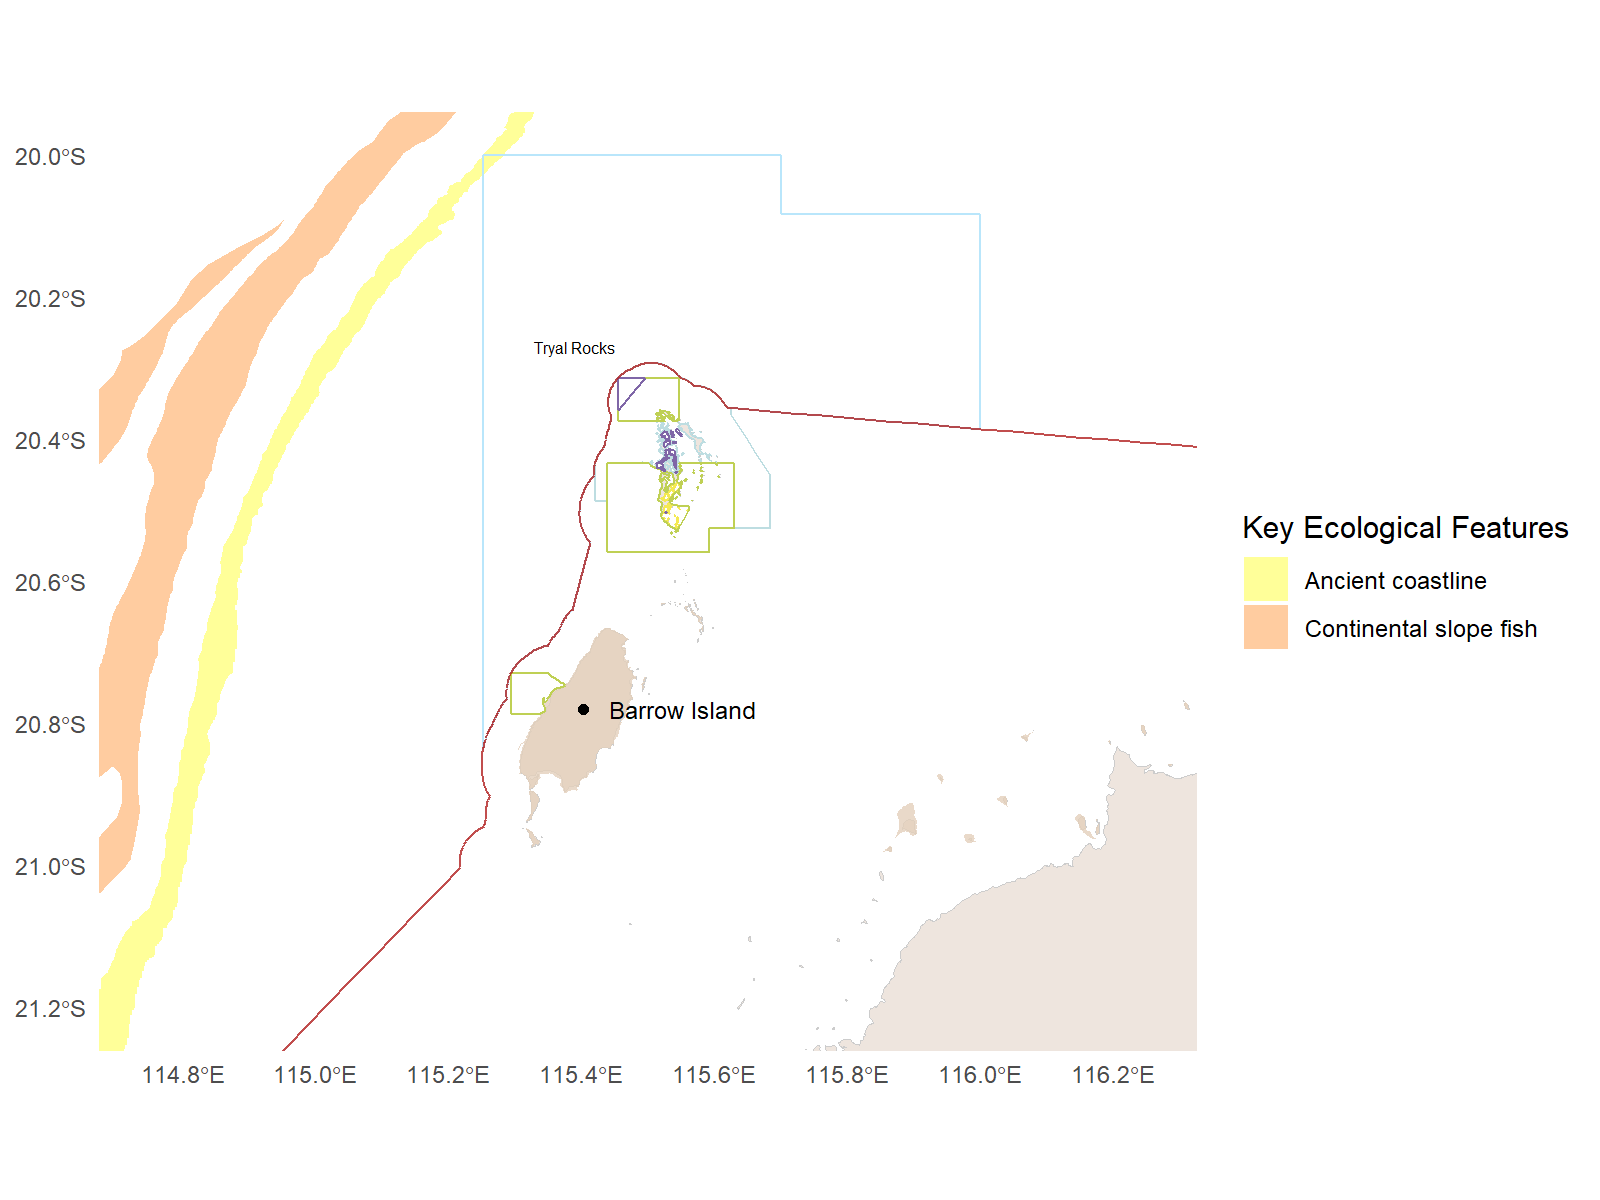 20.0°S
20.2°S
20.4°S
20.6°S
20.8°S
21.0°S
21.2°S
Tryal Rocks
Barrow Island
114.8°E
115.0°E
115.2°E
115.4°E
115.6°E
115.8°E
116.0°E
116.2°E
Key Ecological Features
Ancient coastline
Continental slope fish